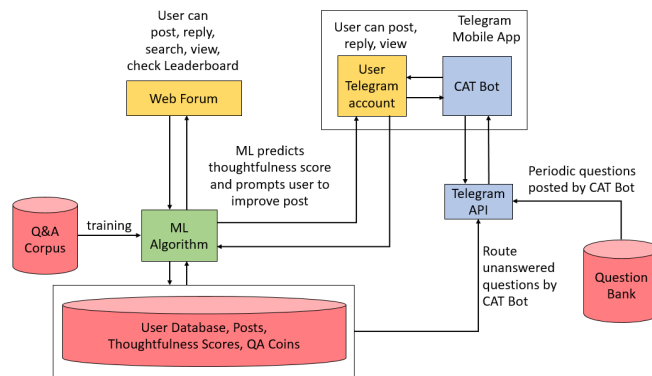 User can
post, reply,
search, view,
check Leaderboard
Web Forum
User can post,
reply, view
Telegram
Mobile App
User
Telegram
account
CAT Bot
ML predicts
thoughtfulness score
and prompts user to
improve post
Periodic questions
posted by CAT Bot
Telegram
API
Q&A
Corpus
training
ML
Algorithm
Route
unanswered
questions by
CAT Bot
Question
Bank
User Database, Posts,
Thoughtfulness Scores, QA Coins